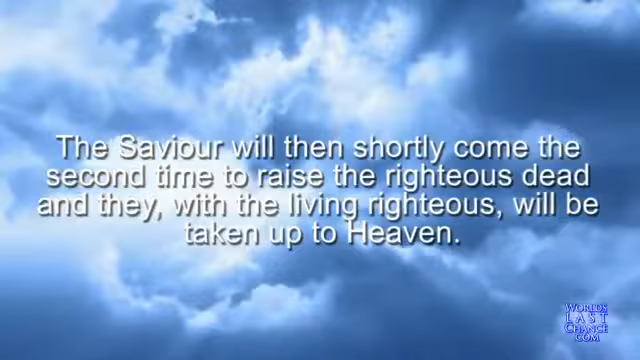 The Saviour will then shortly come the
second time to raise the righteous dead
and they, with the living righteous, will be
taken up to Heaven.
WORLDS
LAST
CHANCE
.COM